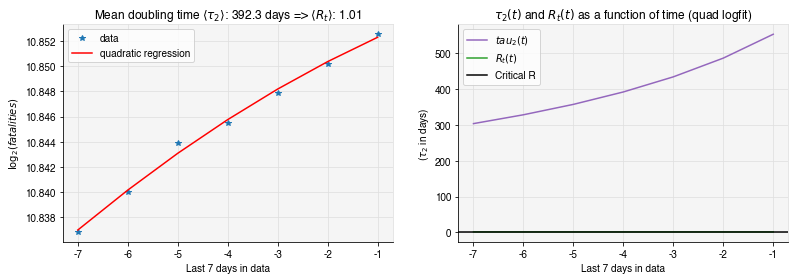 Mean doubling time ⟨τ₂⟩: 392.3 days => ⟨Rₜ⟩: 1.01
data
quadratic regression
log₂(fatalities)
10.852
10.850
10.848
10.846
10.844
10.842
10.840
10.838
-7 -6 -5 -4 -3 -2 -1
Last 7 days in data
τ₂(t) and Rₜ(t) as a function of time (quad logfit)
tau₂(t)
Rₜ(t)
Critical R
(τ₂ in days)
500
400
300
200
100
0
-7 -6 -5 -4 -3 -2 -1
Last 7 days in data